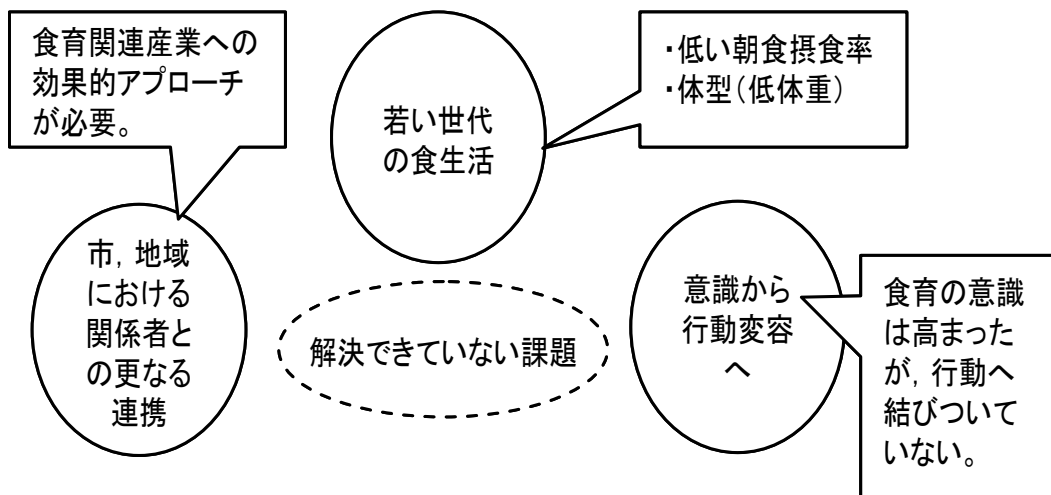 食育関連産業への
効果的アプローチ
が必要。
若い世代
の食生活
・低い朝食摂食率
・体型(低体重)
市，地域
における
関係者と
の更なる
連携
解決できていない課題
意識から
行動変容
へ
食育の意識
は高まった
が，行動へ
結びついて
いない。